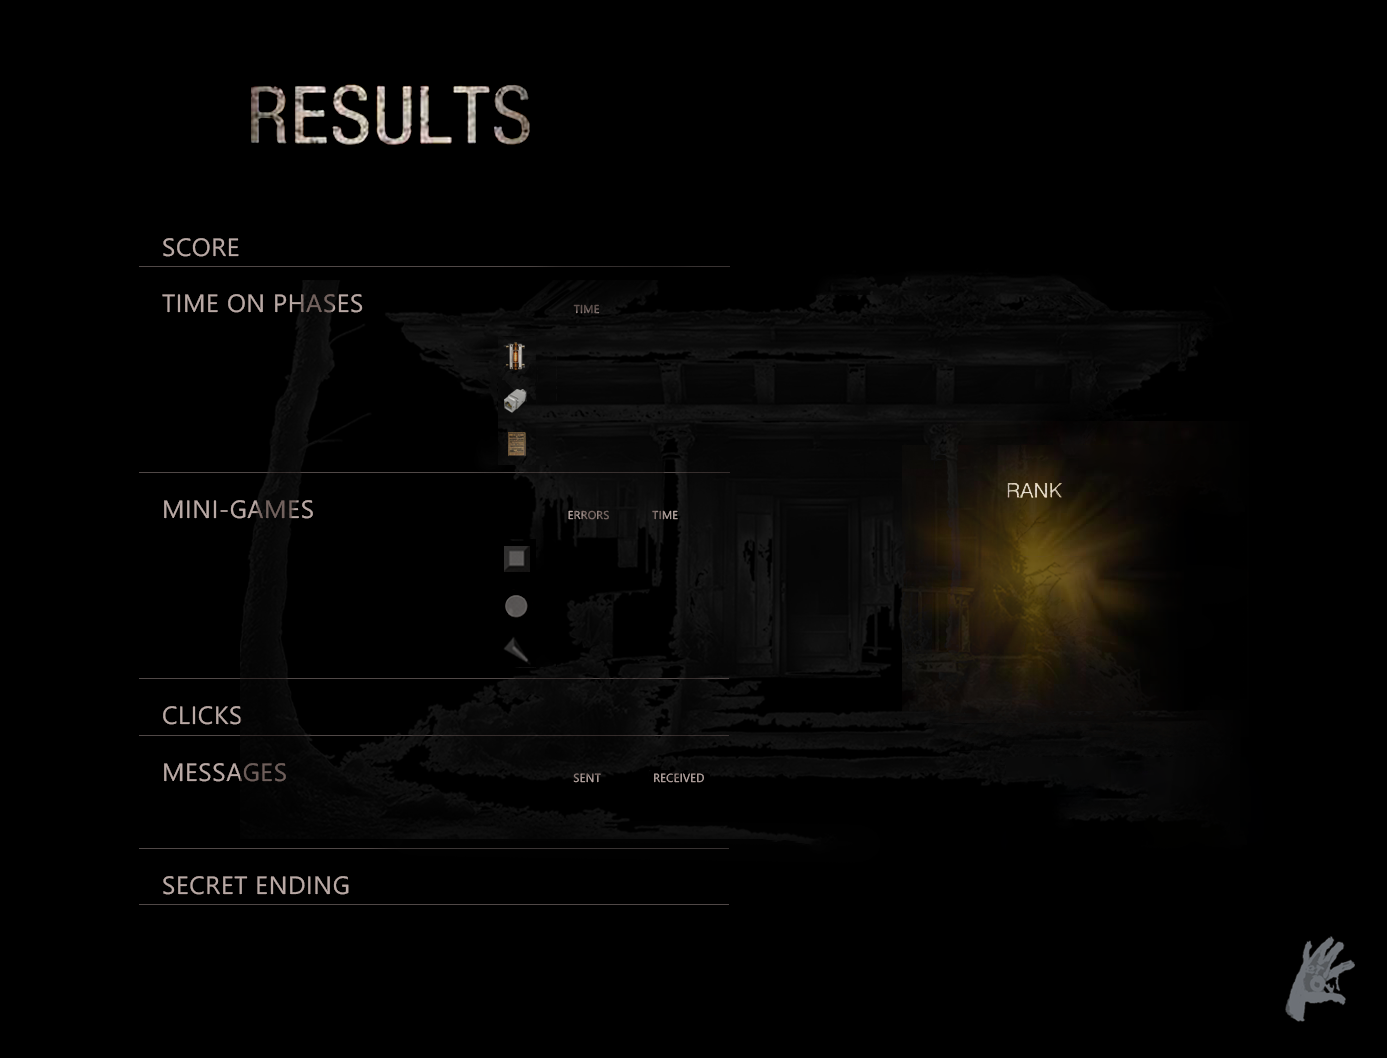 RESULTS
SCORE
TIME ON PHASES
TIME
MINI-GAMES
ERRORS TIME
RANK
CLICKS
MESSAGES
SENT RECEIVED
SECRET ENDING